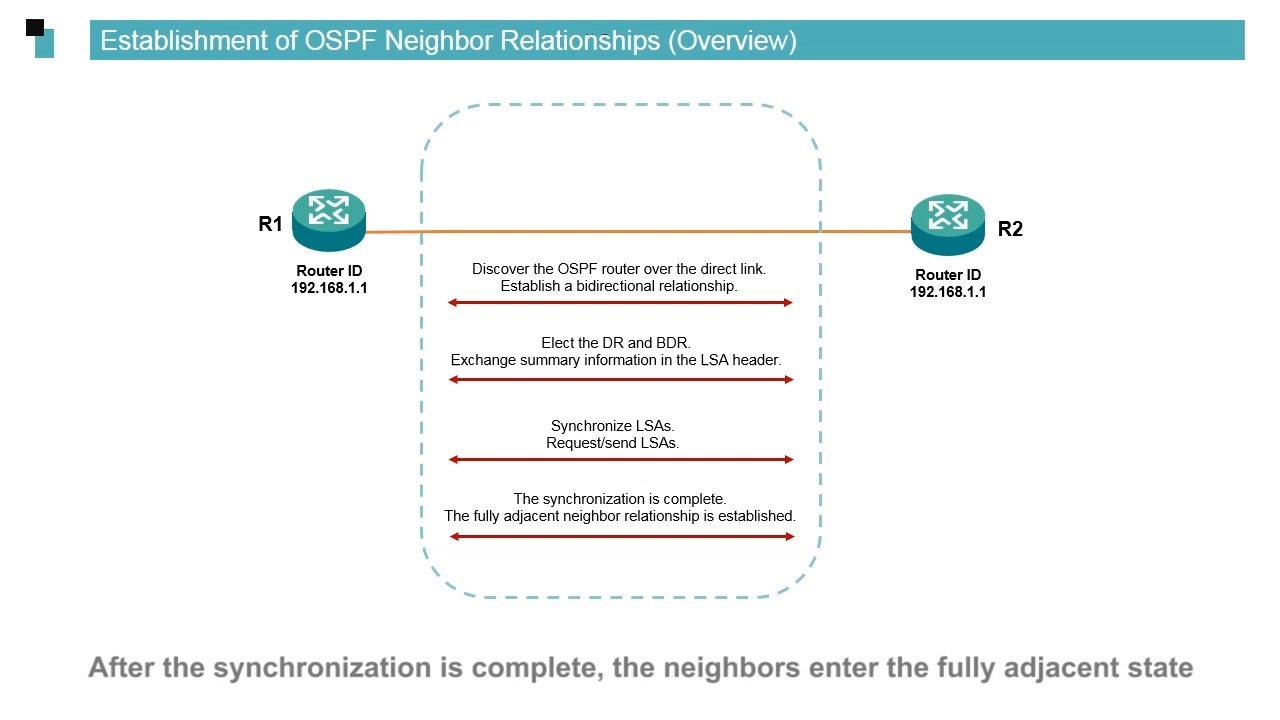 Establishment of OSPF Neighbor Relationships (Overview)
R1
R2
Router ID
192.168.1.1
Router ID
192.168.1.1
Discover the OSPF router over the direct link.
Establish a bidirectional relationship.
Elect the DR and BDR.
Exchange summary information in the LSA header.
Synchronize LSAs.
Request/send LSAs.
The synchronization is complete.
The fully adjacent neighbor relationship is established.
After the synchronization is complete, the neighbors enter the fully adjacent state